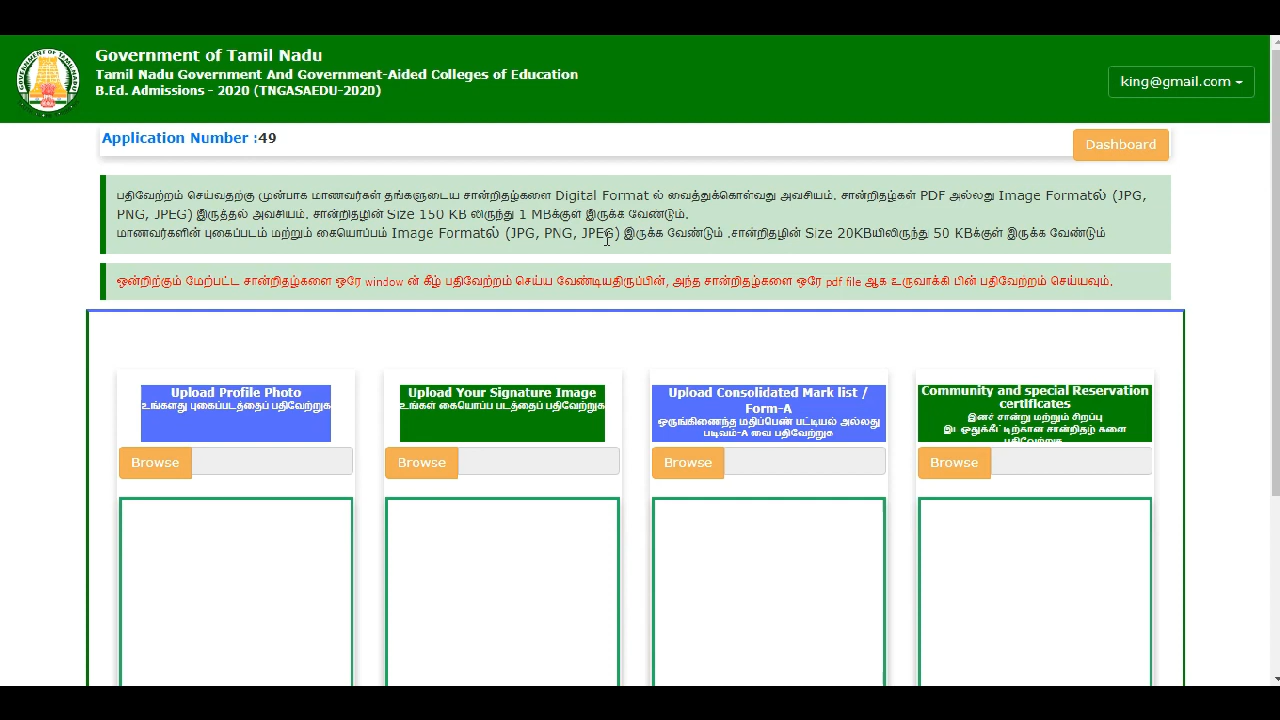 Government of Tamil Nadu
Tamil Nadu Government And Government-Aided Colleges of Education
B.Ed. Admissions - 2020 (TNGASAEDU-2020)
king@gmail.com
Application Number :49
Dashboard
பதிவேற்றம் செய்வதற்கு முன்பாக மாணவர்கள் தங்களுடைய சான்றிதழ்களை Digital Format ல் வைத்துக்கொள்வது அவசியம். சான்றிதழ்கள் PDF அல்லது Image Formatல் (JPG,
PNG, JPEG) இருத்தல் அவசியம். சான்றிதழின் Size 150 KB லிருந்து 1 MBக்குள் இருக்க வேண்டும்.
மாணவர்களின் புகைப்படம் மற்றும் கையொப்பம் Image Formatல் (JPG, PNG, JPEG) இருக்க வேண்டும் .சான்றிதழின் Size 20KBயிலிருந்து 50 KBக்குள் இருக்க வேண்டும்
ஒன்றிற்கும் மேற்பட்ட சான்றிதழ்களை ஒரே window ன் கீழ் பதிவேற்றம் செய்ய வேண்டியதிருப்பின், அந்த சான்றிதழ்களை ஒரே pdf file ஆக உருவாக்கி பின் பதிவேற்றம் செய்யவும்.
Upload Profile Photo
உங்களது புகைப்படத்தைப் பதிவேற்றுக
Browse
Upload Your Signature Image
உங்கள் கையொப்ப படத்தைப் பதிவேற்றுக
Browse
Upload Consolidated Mark list /
Form-A
ஒருங்கிணைந்த மதிப்பெண் பட்டியல் அல்லது
படிவம்-A வை பதிவேற்றுக
Browse
Community and special Reservation
certificates
இனச் சான்று மற்றும் சிறப்பு
இட ஒதுக்கீட்டிற்கான சான்றிதழ் களை
பதிவேற்றுக
Browse